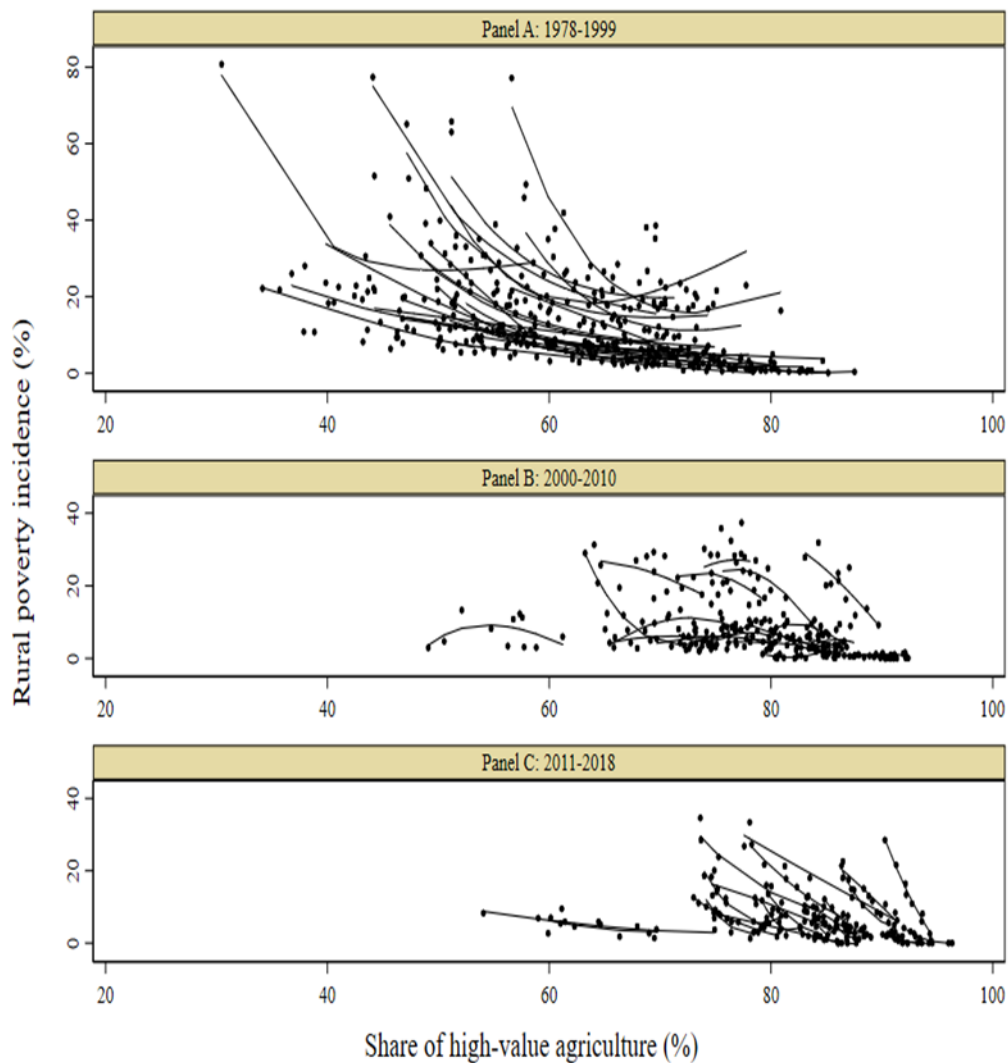 Panel A: 1978-1999
80
60
40
20
0
20 40 60 80 100
Panel B: 2000-2010
40
20
0
20 40 60 80 100
Panel C: 2011-2018
40
20
0
20 40 60 80 100
Rural poverty incidence (%)
Share of high-value agriculture (%)